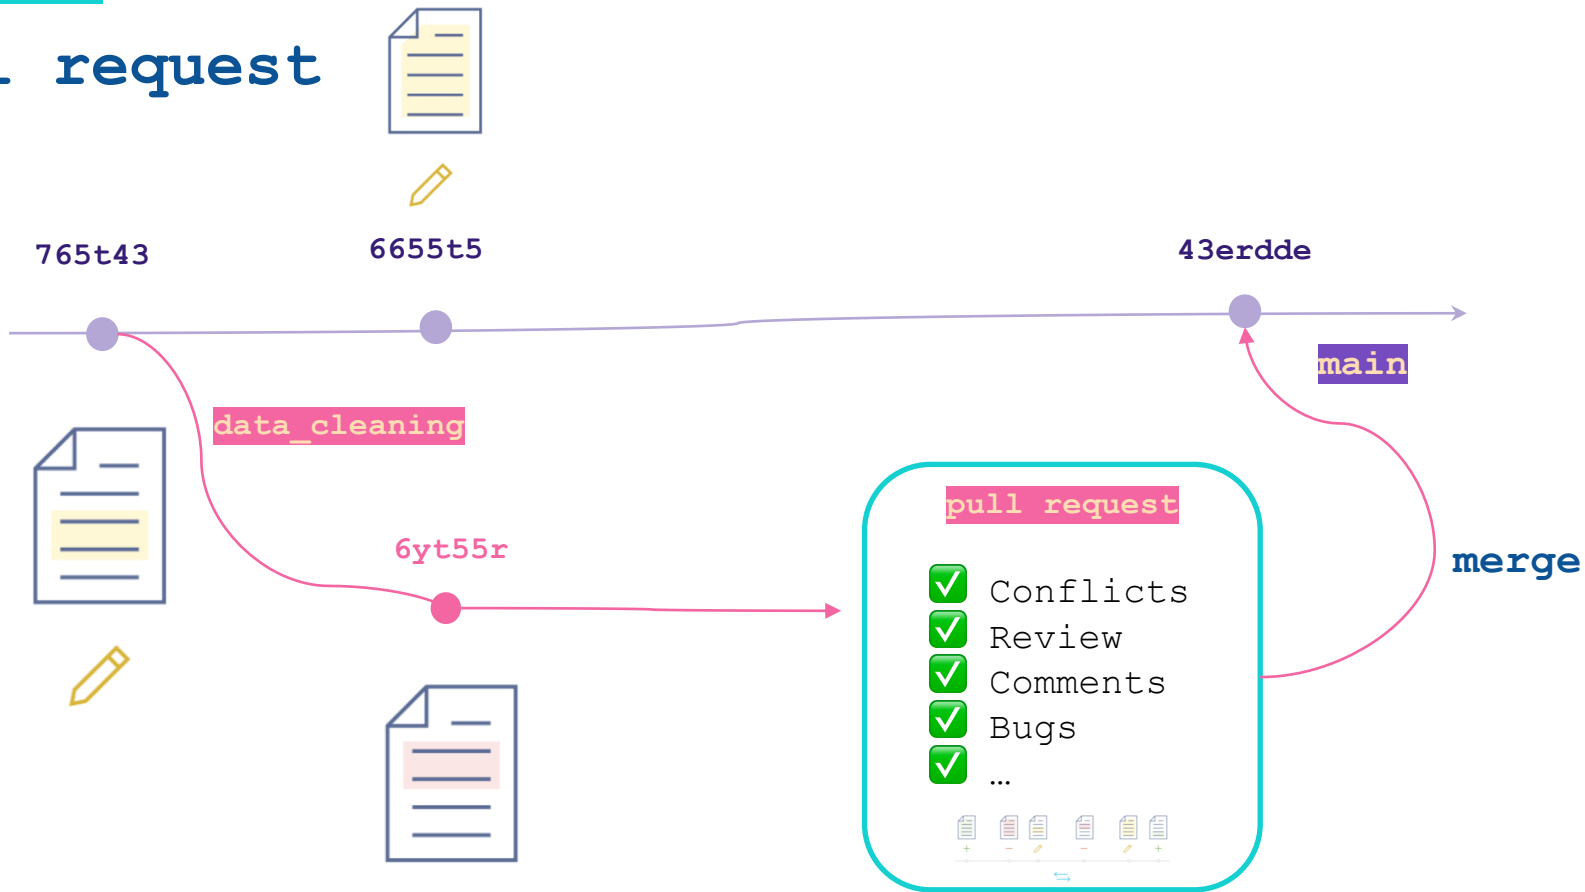 request
765t43
6655t5
43erdde
main
data_cleaning
pull request
6yt55r
merge
Conflicts
Review
Comments
Bugs
…